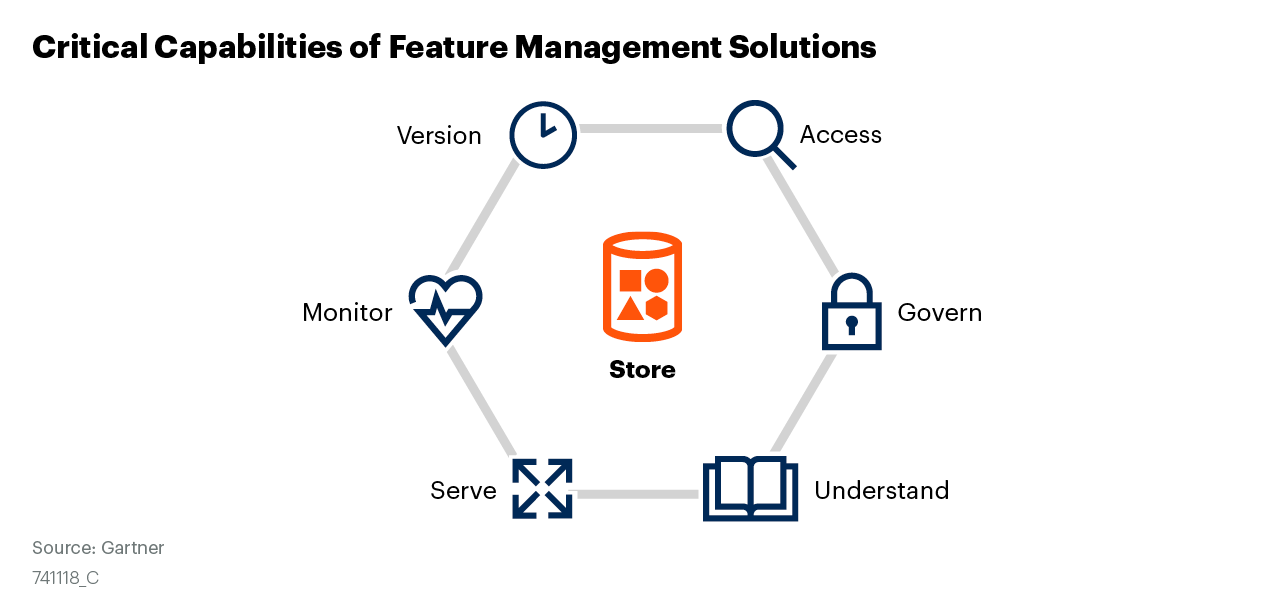 Critical Capabilities of Feature Management Solutions
Version
Access
Monitor
Govern
Store
Serve
Understand
Source: Gartner
741118_C